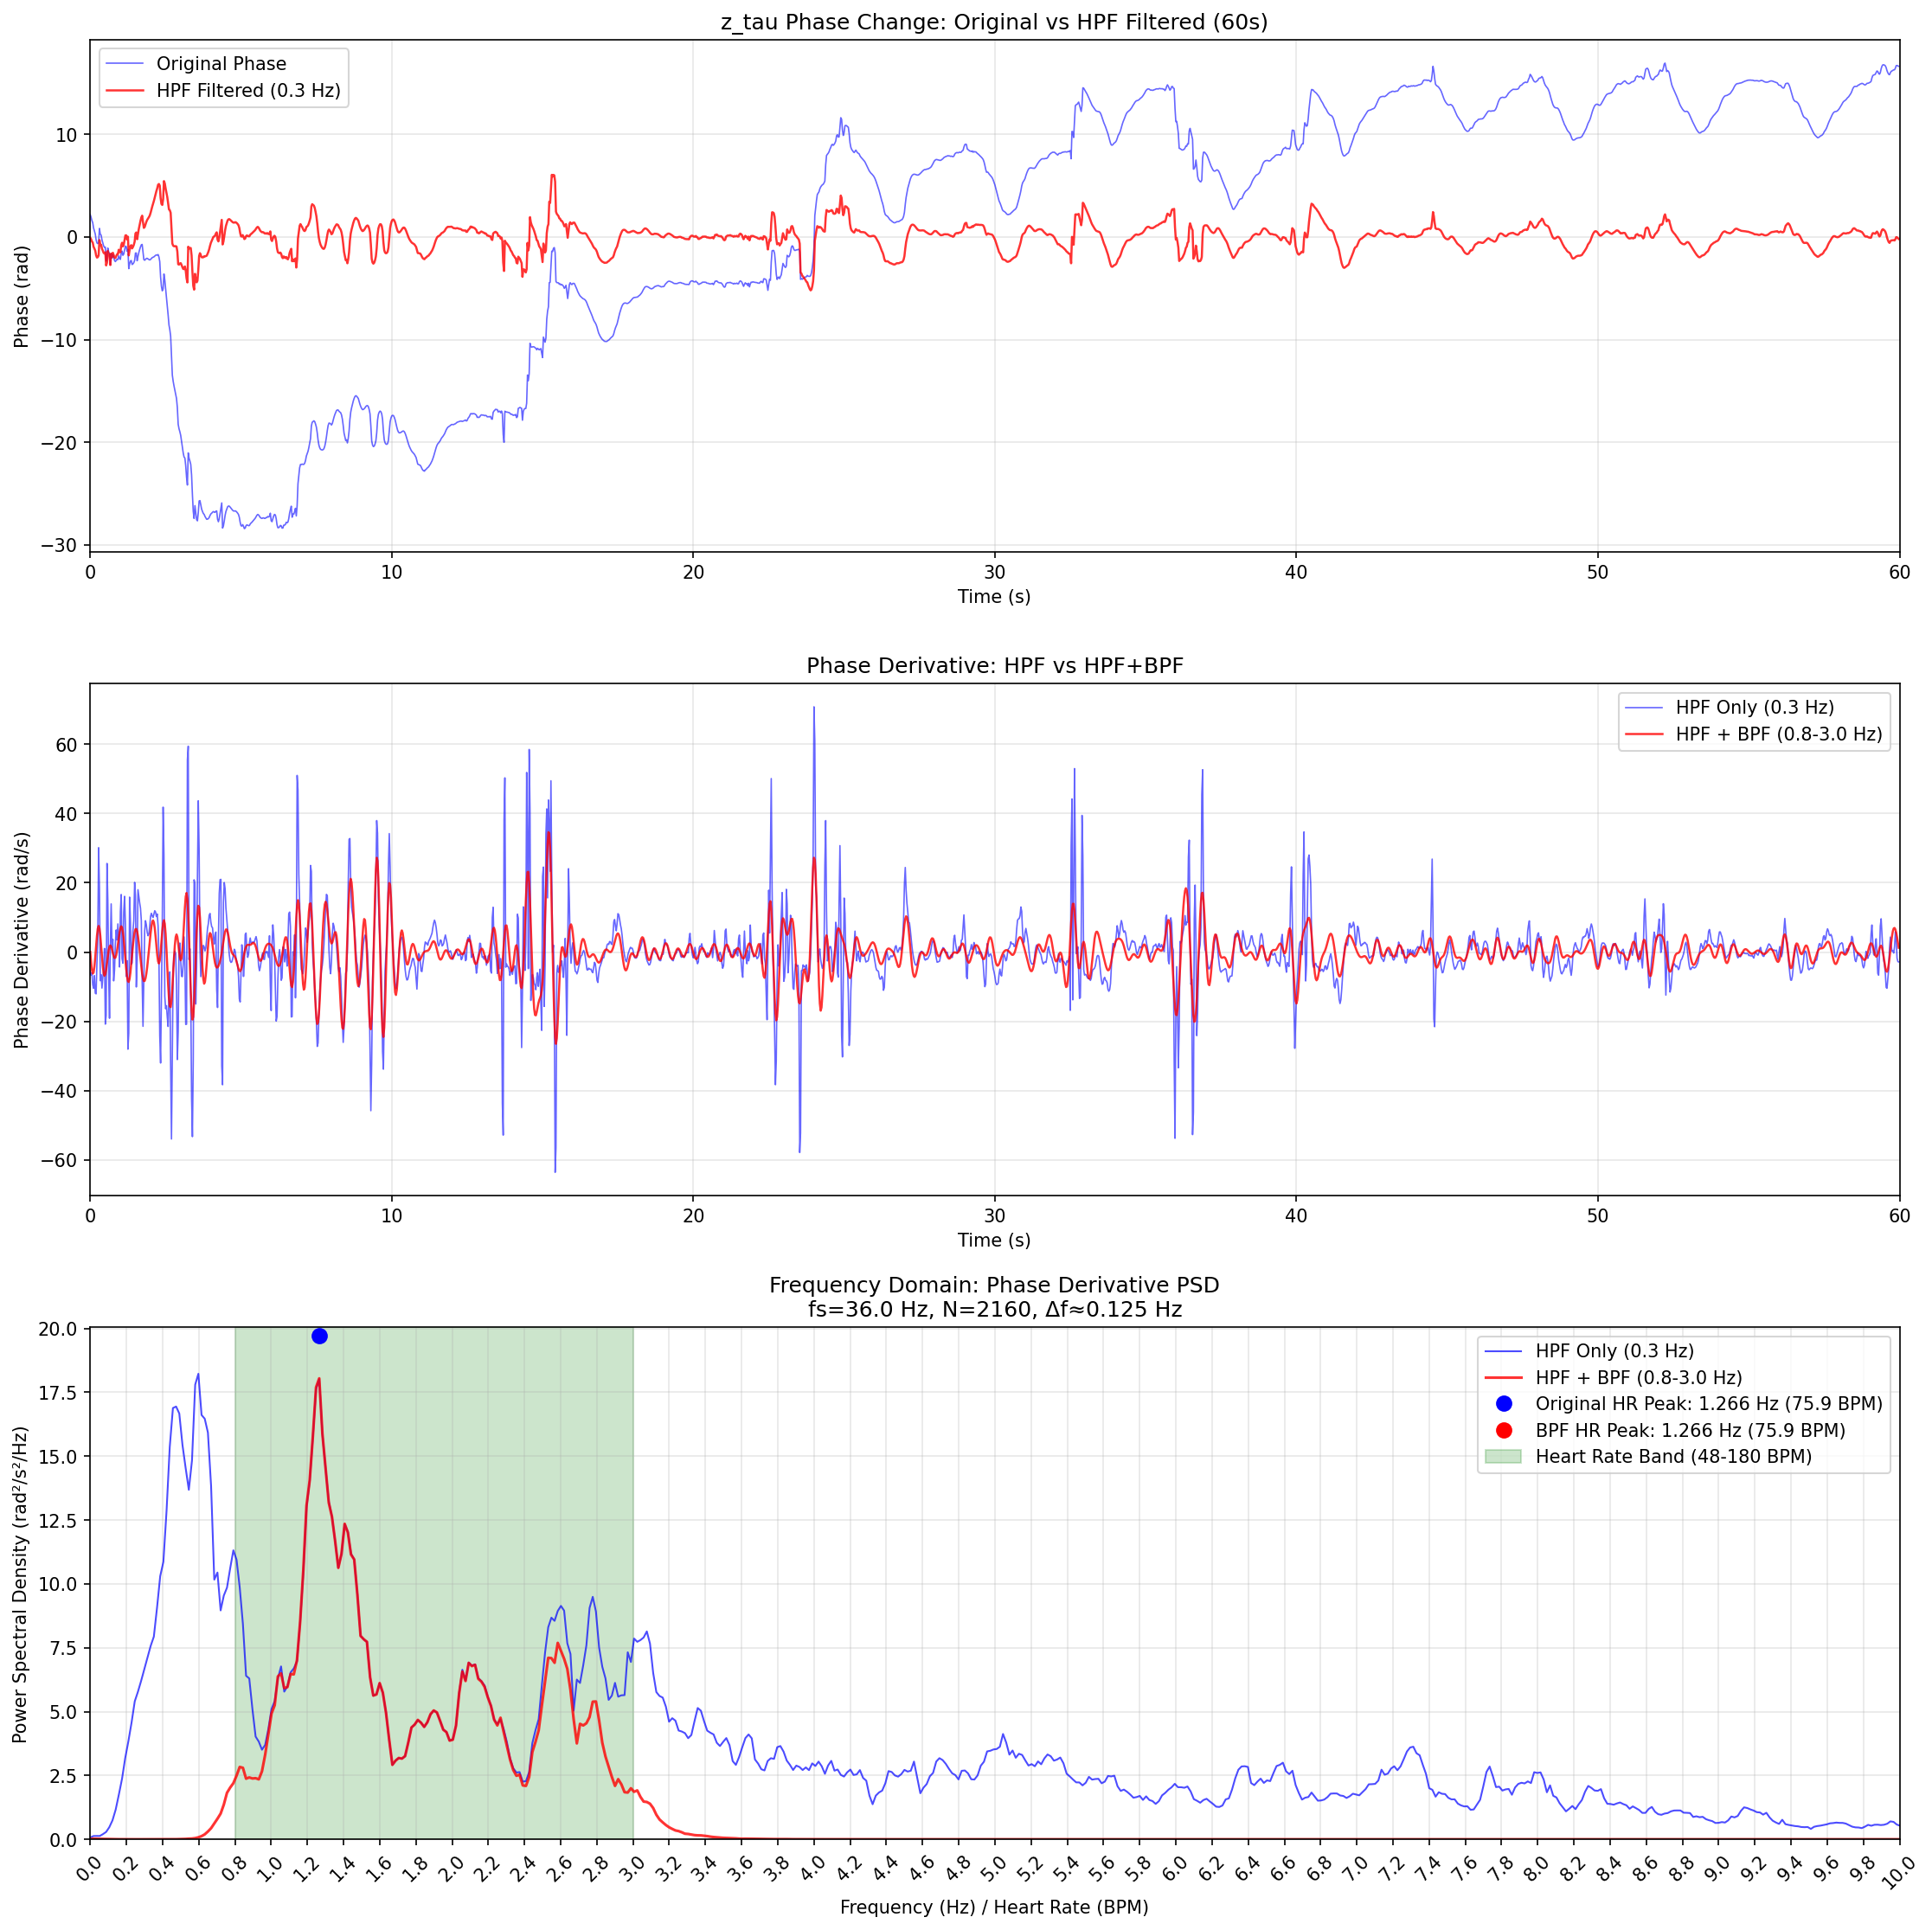 z_tau Phase Change: Original vs HPF Filtered (60s)
Original Phase
HPF Filtered (0.3 Hz)
Phase (rad)
10
0
−10
−20
−30
0 10 20 30 40 50 60
Time (s)
Phase Derivative: HPF vs HPF+BPF
HPF Only (0.3 Hz)
HPF + BPF (0.8-3.0 Hz)
Phase Derivative (rad/s)
60
40
20
0
−20
−40
−60
0 10 20 30 40 50 60
Time (s)
Frequency Domain: Phase Derivative PSD
fs=36.0 Hz, N=2160, Δf≈0.125 Hz
HPF Only (0.3 Hz)
HPF + BPF (0.8-3.0 Hz)
Original HR Peak: 1.266 Hz (75.9 BPM)
BPF HR Peak: 1.266 Hz (75.9 BPM)
Heart Rate Band (48-180 BPM)
Power Spectral Density (rad²/s²/Hz)
20.0
17.5
15.0
12.5
10.0
7.5
5.0
2.5
0.0
0.0 0.2 0.4 0.6 0.8 1.0 1.2 1.4 1.6 1.8 2.0 2.2 2.4 2.6 2.8 3.0 3.2 3.4 3.6 3.8 4.0 4.2 4.4 4.6 4.8 5.0 5.2 5.4 5.6 5.8 6.0 6.2 6.4 6.6 6.8 7.0 7.2 7.4 7.6 7.8 8.0 8.2 8.4 8.6 8.8 9.0 9.2 9.4 9.6 9.8 10.0
Frequency (Hz) / Heart Rate (BPM)